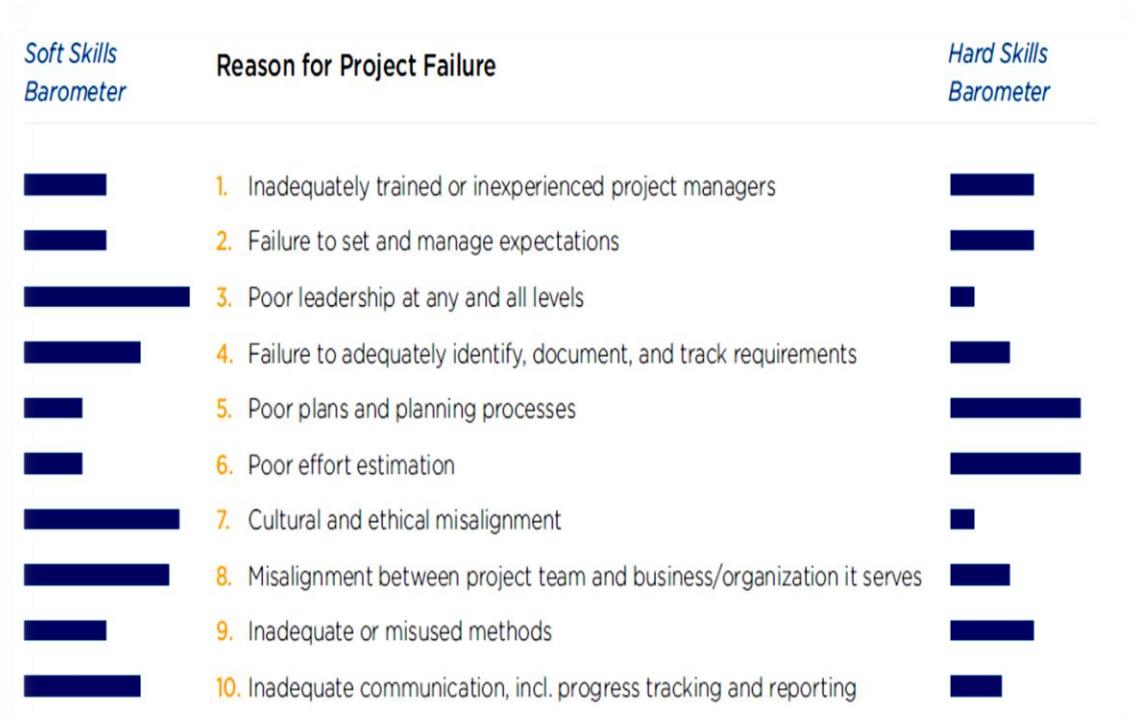 Soft Skills
Barometer
Reason for Project Failure
Hard Skills
Barometer
1. Inadequately trained or inexperienced project managers
2. Failure to set and manage expectations
3. Poor leadership at any and all levels
4. Failure to adequately identify, document, and track requirements
5. Poor plans and planning processes
6. Poor effort estimation
7. Cultural and ethical misalignment
8. Misalignment between project team and business/organization it serves
9. Inadequate or misused methods
10. Inadequate communication, incl. progress tracking and reporting